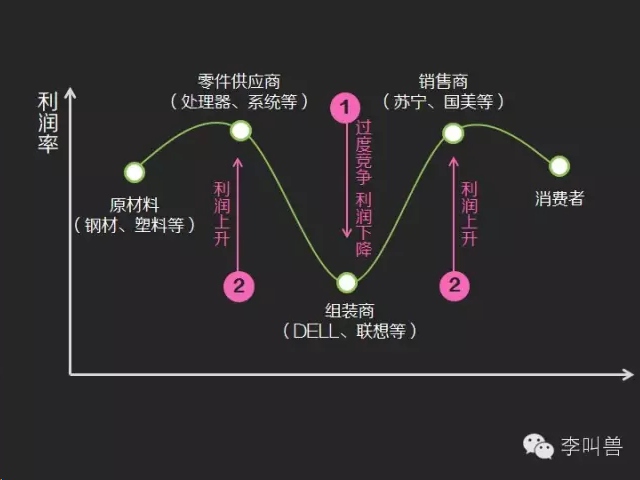 利润率
零件供应商
（处理器、系统等）
1
过度竞争 利润下降
销售商
（苏宁、国美等）
原材料
（钢材、塑料等）
利润上升
2
利润上升
2
消费者
组装商
（DELL、联想等）
李叫兽